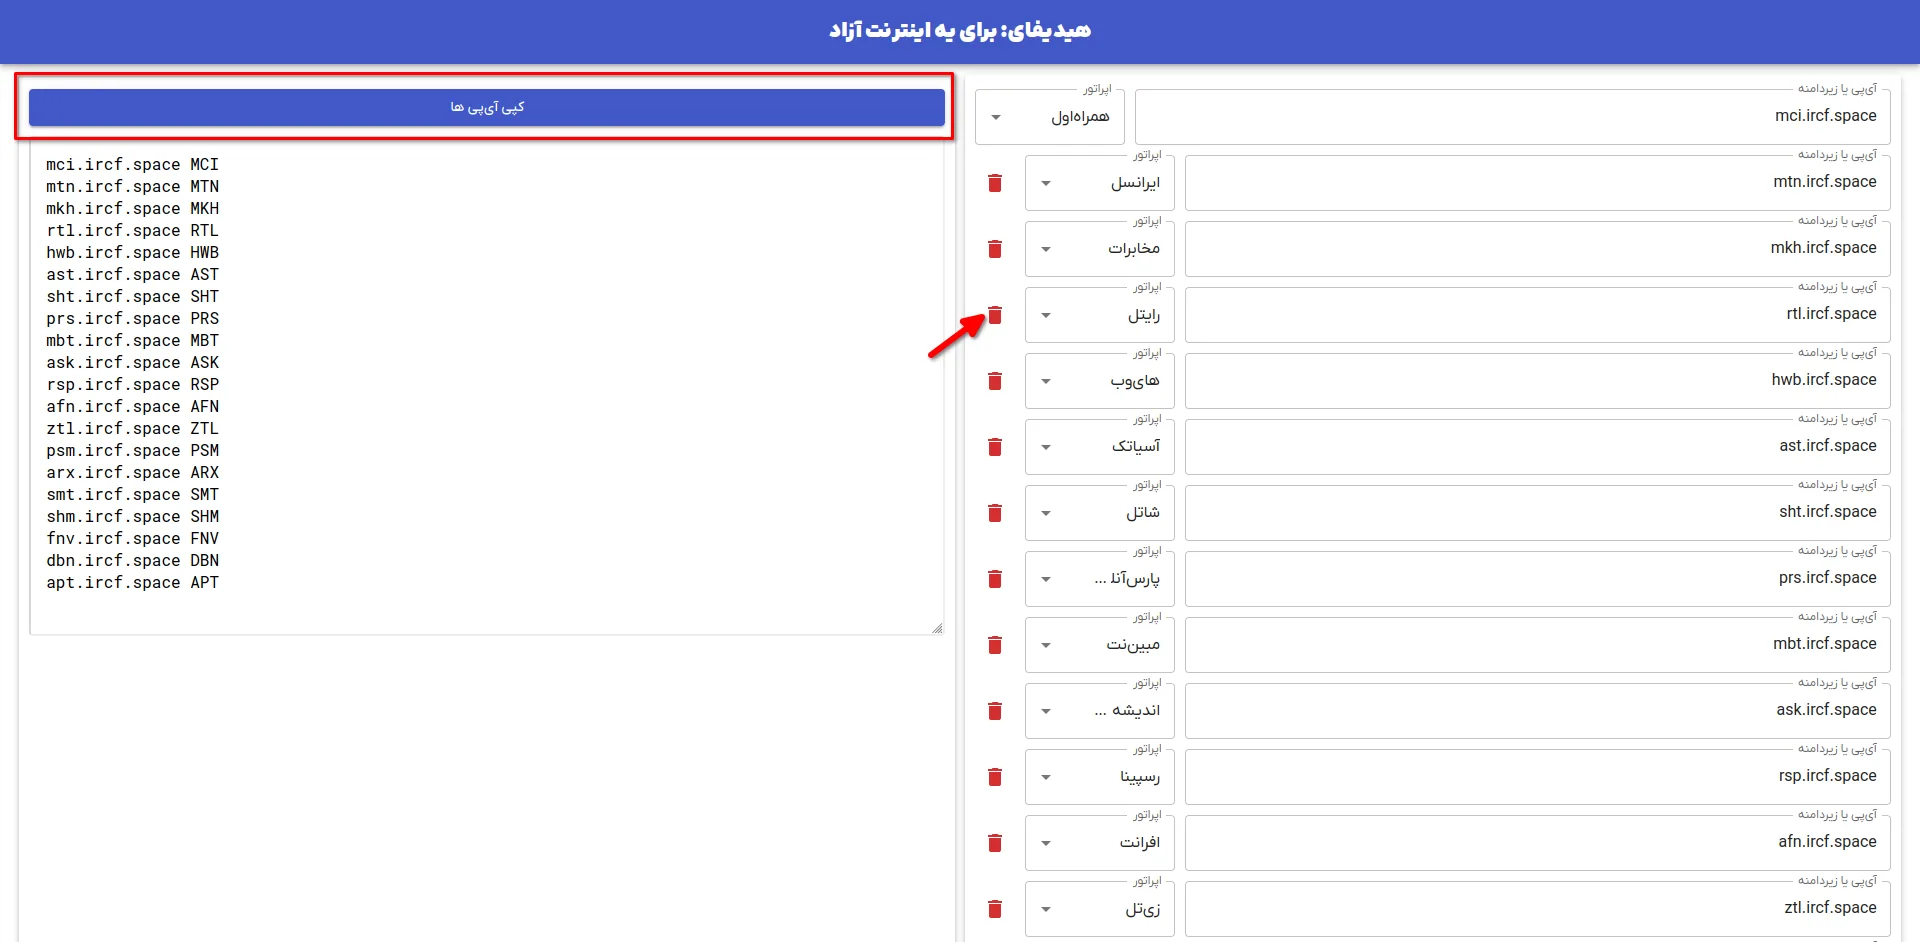 هیدیفای: برای یه اینترنت آزاد
کپی آی‌پی ها
mci.ircf.space MCI
mtn.ircf.space MTN
mkh.ircf.space MKH
rtl.ircf.space RTL
hwb.ircf.space HWB
ast.ircf.space AST
sht.ircf.space SHT
prs.ircf.space PRS
mbt.ircf.space MBT
ask.ircf.space ASK
rsp.ircf.space RSP
afn.ircf.space AFN
ztl.ircf.space ZTL
psm.ircf.space PSM
arx.ircf.space ARX
smt.ircf.space SMT
shm.ircf.space SHM
fnv.ircf.space FNV
dbn.ircf.space DBN
apt.ircf.space APT
آی‌پی یا زیردامنه
mci.ircf.space
اپراتور
همراه‌اول
آی‌پی یا زیردامنه
mtn.ircf.space
اپراتور
ایرانسل
آی‌پی یا زیردامنه
mkh.ircf.space
اپراتور
مخابرات
آی‌پی یا زیردامنه
rtl.ircf.space
اپراتور
رایتل
آی‌پی یا زیردامنه
hwb.ircf.space
اپراتور
های‌وب
آی‌پی یا زیردامنه
ast.ircf.space
اپراتور
آسیاتک
آی‌پی یا زیردامنه
sht.ircf.space
اپراتور
شاتل
آی‌پی یا زیردامنه
prs.ircf.space
اپراتور
پارس‌آنل ...
آی‌پی یا زیردامنه
mbt.ircf.space
اپراتور
مبین‌نت
آی‌پی یا زیردامنه
ask.ircf.space
اپراتور
اندیشه ...
آی‌پی یا زیردامنه
rsp.ircf.space
اپراتور
رسپینا
آی‌پی یا زیردامنه
afn.ircf.space
اپراتور
افرانت
آی‌پی یا زیردامنه
ztl.ircf.space
اپراتور
زی‌تل